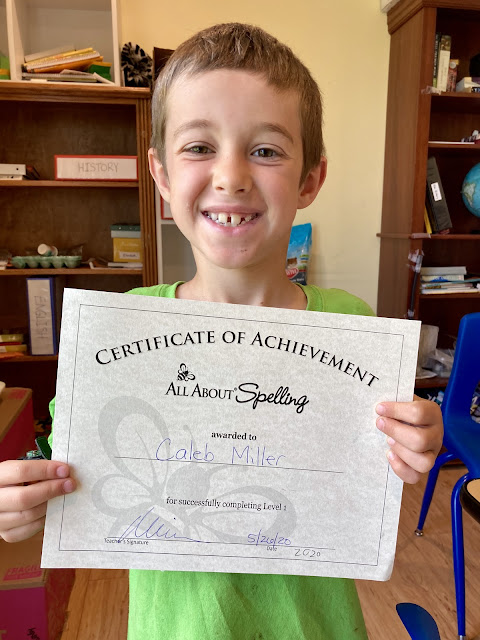 HISTORY
CERTIFICATE OF ACHIEVEMENT
ALL ABOUT® Spelling
awarded to
Caleb Miller
for successfully completing Level 1
5/26/20
Teacher's Signature
Date
2020